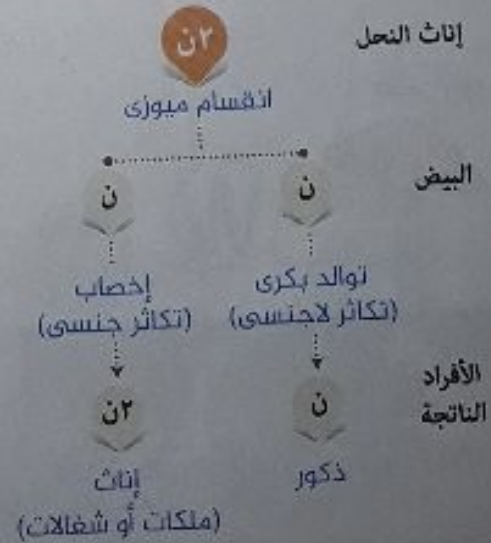 إناث النحل
٢ن
انقسام ميوزى
البيض
ن
ن
توالد بكرى
(تكاثر لاجنسى)
إخصاب
(تكاثر جنسى)
الأفراد
الناتجة
ن
٢ن
ذكور
إناث
(ملكات أو شغالات)